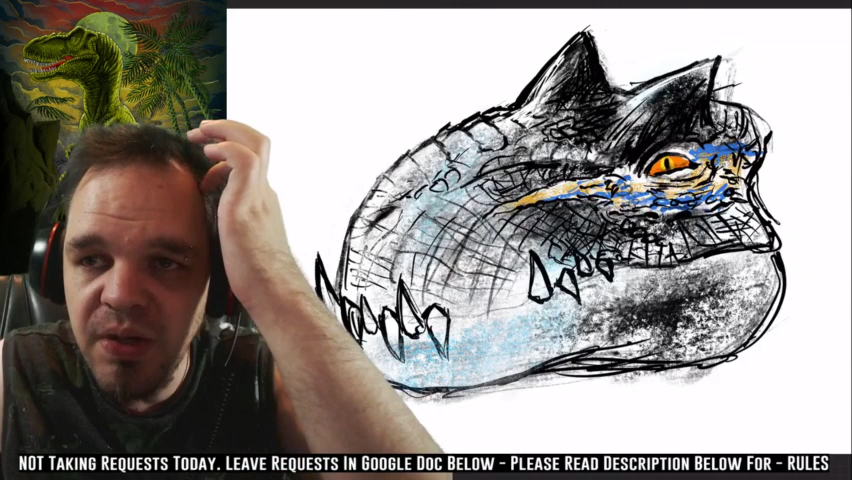 NOT Taking Requests Today. Leave Requests In Google Doc Below - Please Read Description Below For - RULES